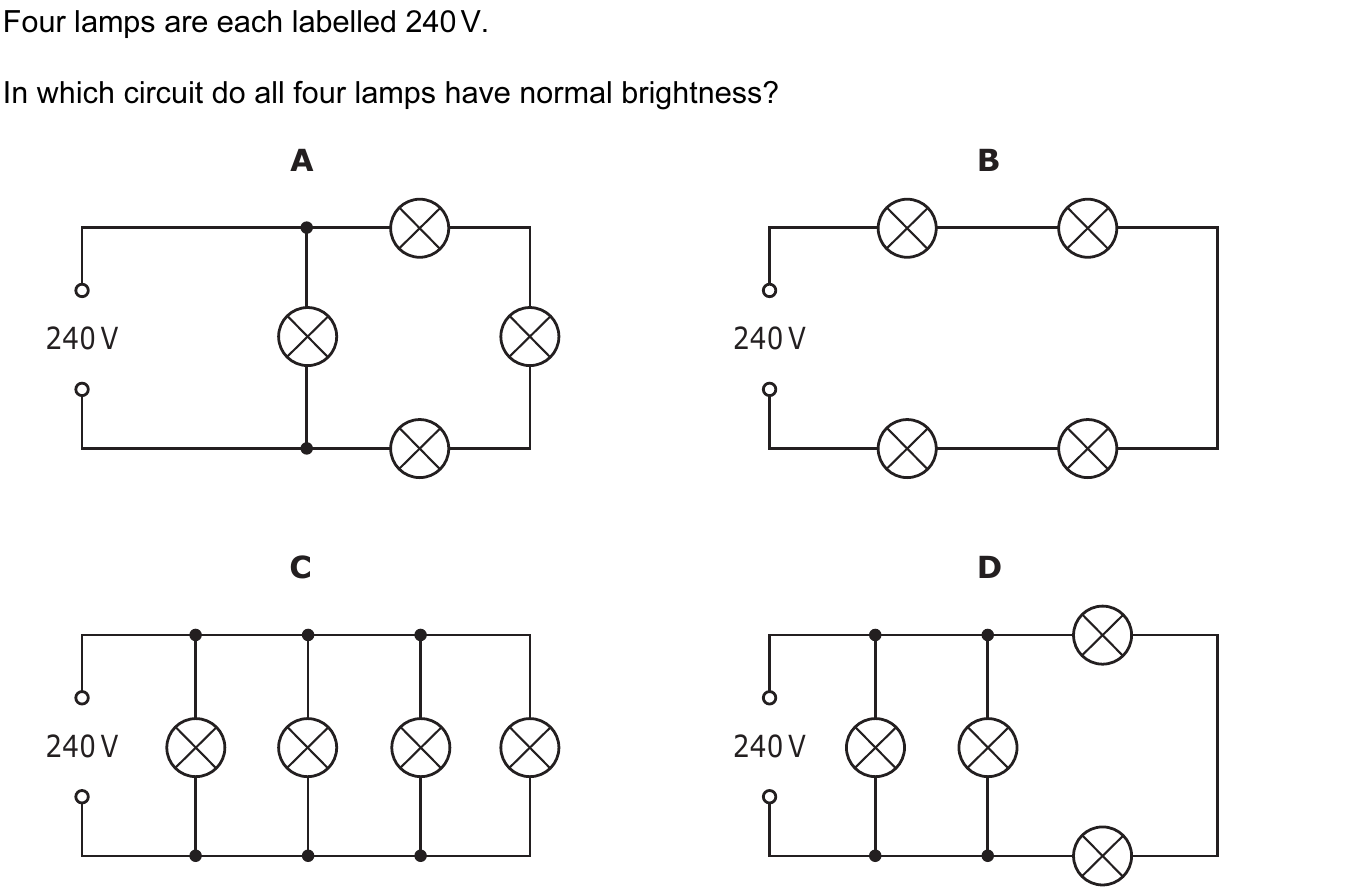 Four lamps are each labelled 240 V.
In which circuit do all four lamps have normal brightness?
A
B
240 V
240 V
C
D
240 V
240 V